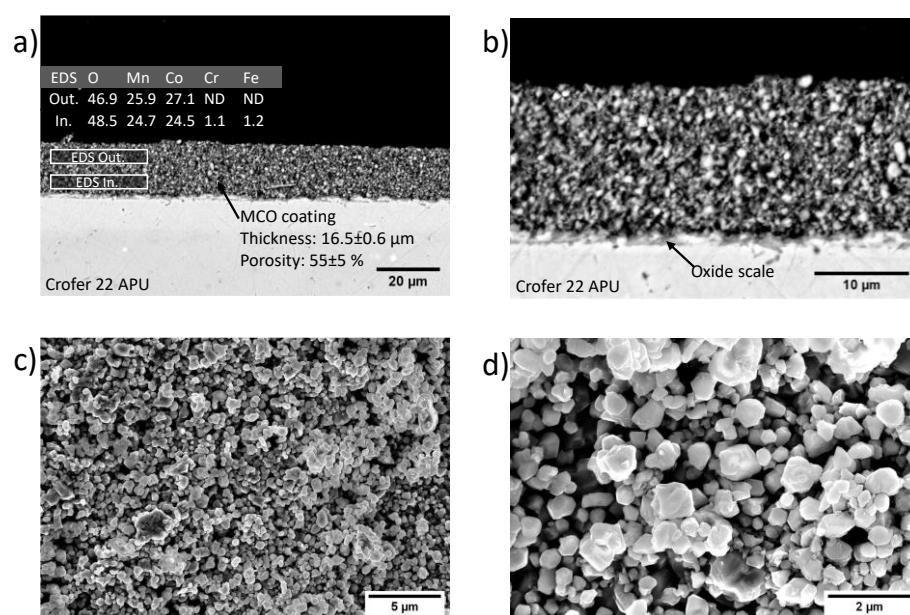 a)
EDS O Mn Co Cr Fe
Out. 46.9 25.9 27.1 ND ND
In. 48.5 24.7 24.5 1.1 1.2
EDS Out.
EDS In.
MCO coating
Thickness: 16.5±0.6 µm
Porosity: 55±5 %
Crofer 22 APU
20 µm
b)
Oxide scale
Crofer 22 APU
10 µm
c)
5 µm
d)
2 µm